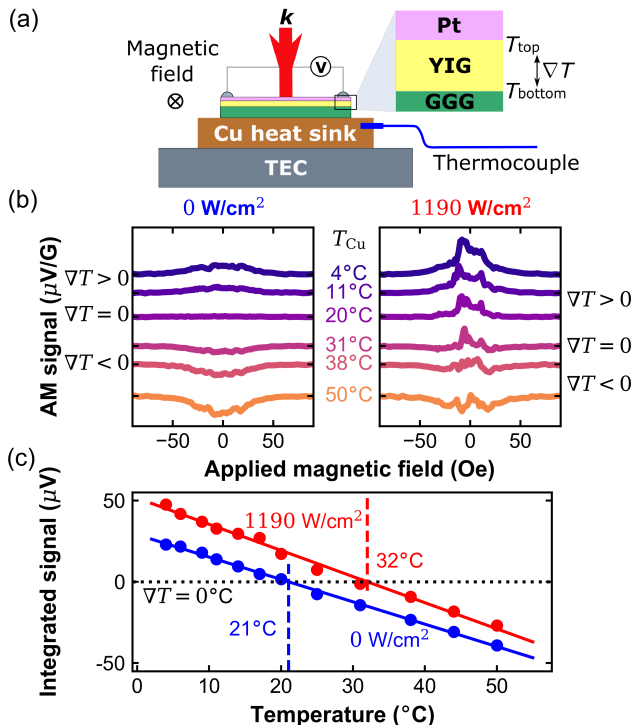 (a)
k
Magnetic
field
V
Cu heat sink
TEC
Thermocouple
Pt
YIG
GGG
T_top
∇T
T_bottom
(b)
0 W/cm²
T_Cu
1190 W/cm²
AM signal (μV/G)
∇T > 0
∇T = 0
∇T < 0
4°C
11°C
20°C
31°C
38°C
50°C
∇T > 0
∇T = 0
∇T < 0
−50 0 50
−50 0 50
Applied magnetic field (Oe)
(c)
Integrated signal (μV)
50
0
-50
1190 W/cm²
32°C
∇T = 0°C
21°C
0 W/cm²
0 10 20 30 40 50
Temperature (°C)